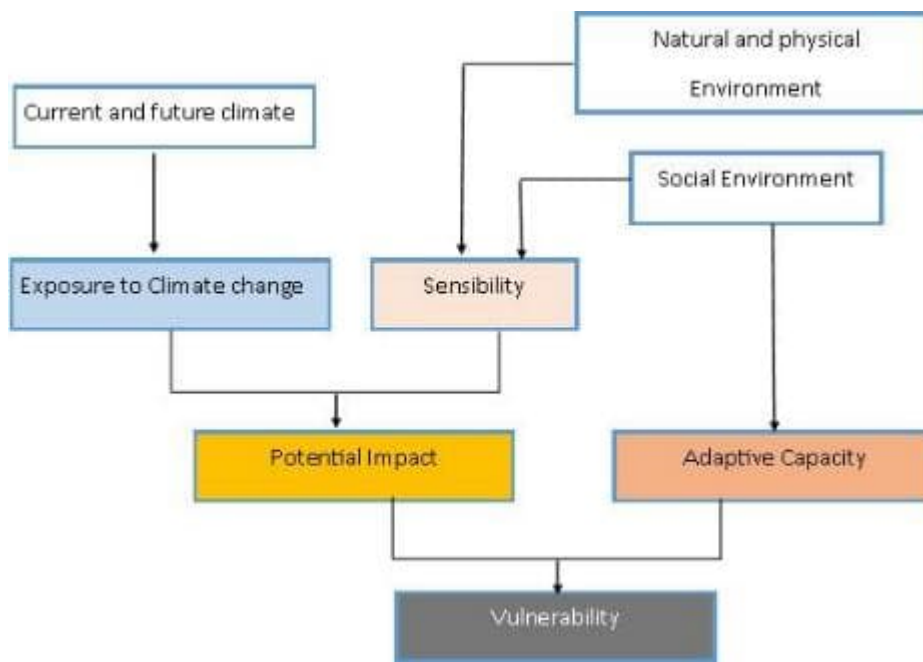 Natural and physical
Environment
Current and future climate
Social Environment
Exposure to Climate change
Sensibility
Potential Impact
Adaptive Capacity
Vulnerability